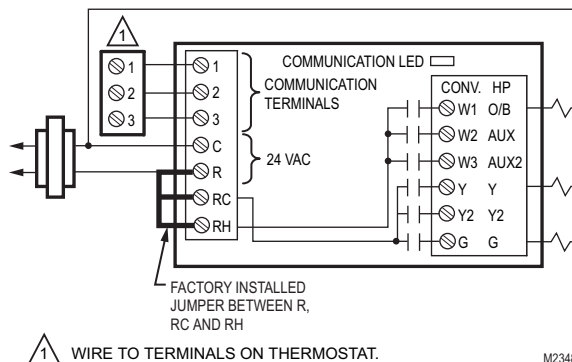 1
COMMUNICATION LED
1 1 COMMUNICATION TERMINALS
2 2
3 3
C 24 VAC
R
RC
RH
CONV. HP
W1 O/B
W2 AUX
W3 AUX2
Y Y
Y2 Y2
G G
FACTORY INSTALLED
JUMPER BETWEEN R,
RC AND RH
1 WIRE TO TERMINALS ON THERMOSTAT.